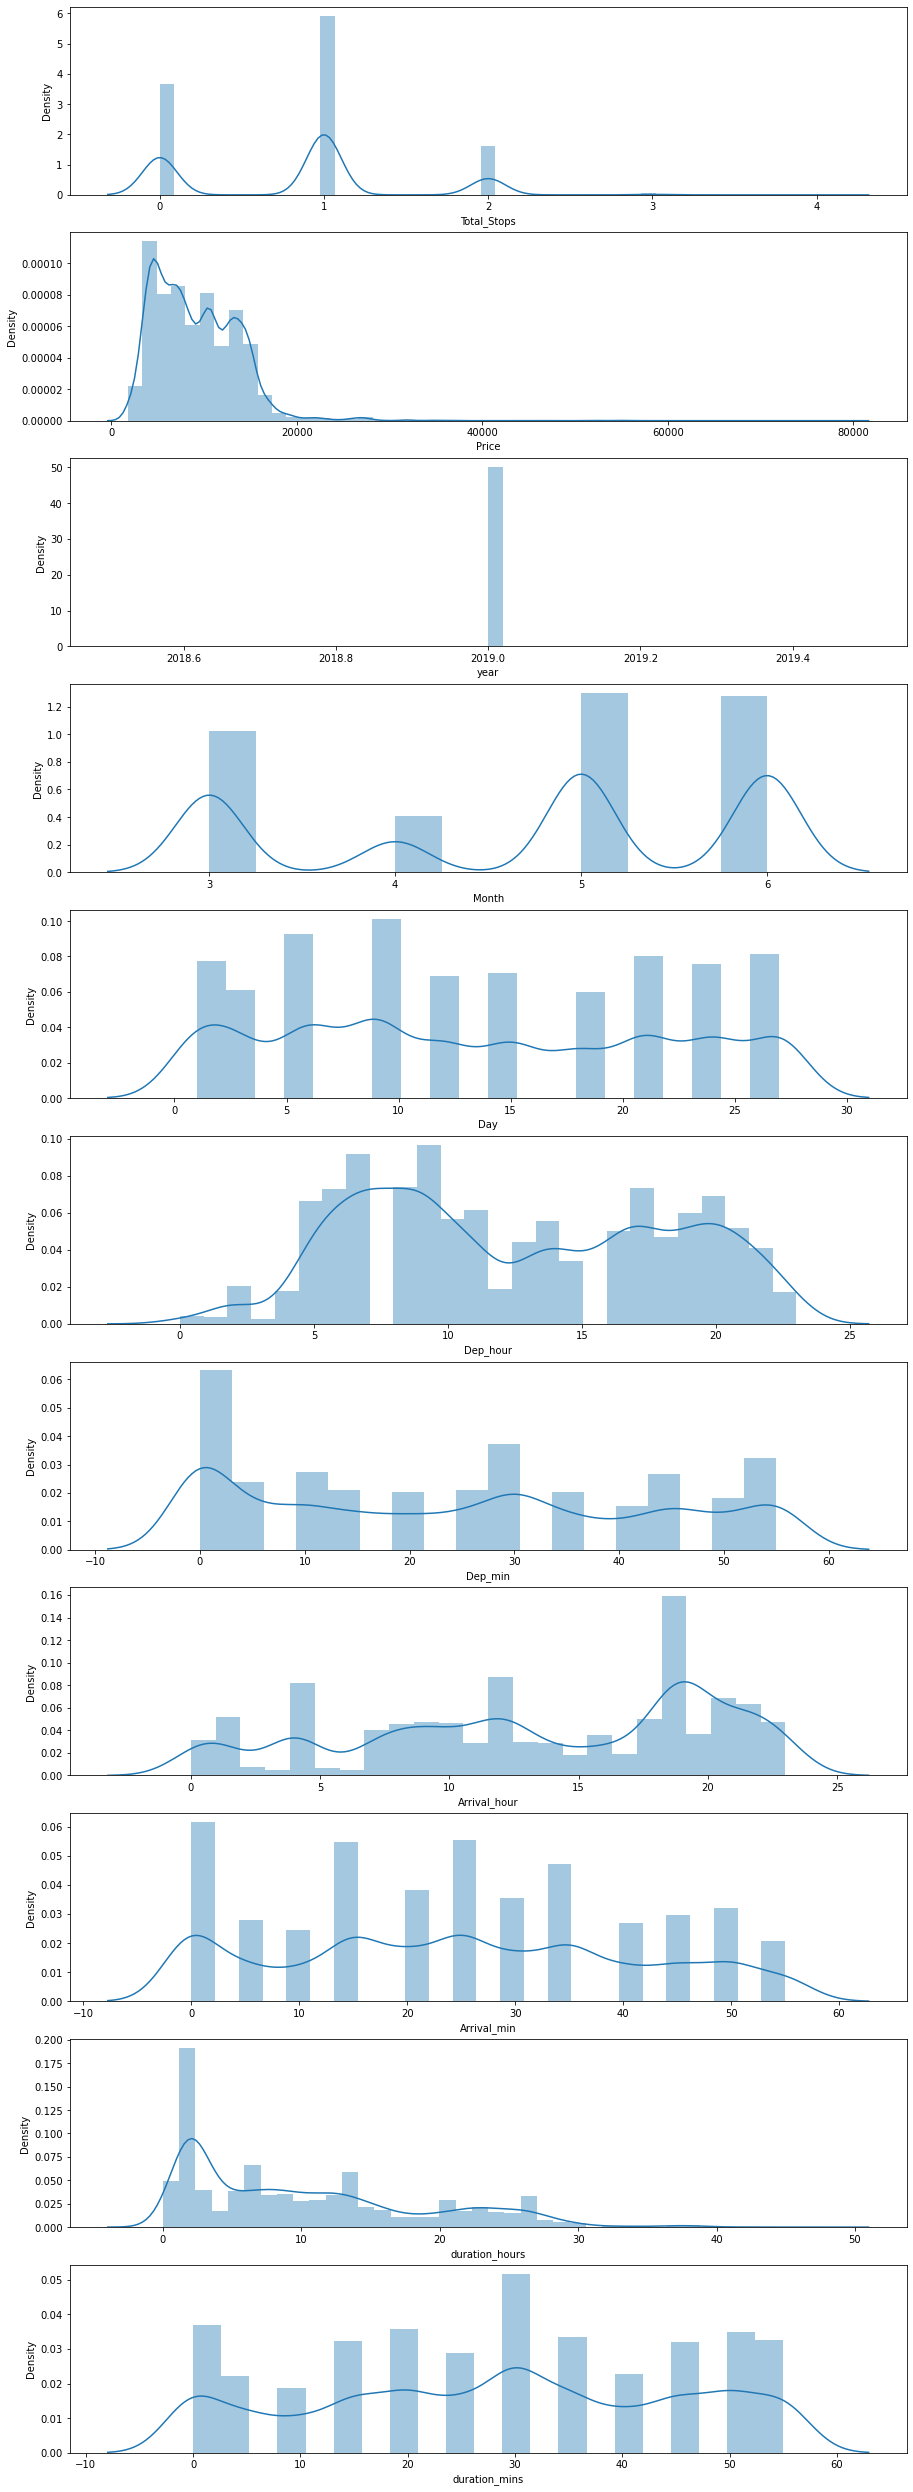 6
5
4
3
2
1
0
Density
0 1 2 3 4
Total_Stops
0.00010
0.00008
0.00006
0.00004
0.00002
0.00000
Density
0 20000 40000 60000 80000
Price
50
40
30
20
10
0
Density
2018.6 2018.8 2019.0 2019.2 2019.4
year
1.2
1.0
0.8
0.6
0.4
0.2
0.0
Density
3 4 5 6
Month
0.10
0.08
0.06
0.04
0.02
0.00
Density
0 5 10 15 20 25 30
Day
0.10
0.08
0.06
0.04
0.02
0.00
Density
0 5 10 15 20 25
Dep_hour
0.06
0.05
0.04
0.03
0.02
0.01
0.00
Density
−10 0 10 20 30 40 50 60
Dep_min
0.16
0.14
0.12
0.10
0.08
0.06
0.04
0.02
0.00
Density
0 5 10 15 20 25
Arrival_hour
0.06
0.05
0.04
0.03
0.02
0.01
0.00
Density
−10 0 10 20 30 40 50 60
Arrival_min
0.200
0.175
0.150
0.125
0.100
0.075
0.050
0.025
0.000
Density
0 10 20 30 40 50
duration_hours
0.05
0.04
0.03
0.02
0.01
0.00
Density
−10 0 10 20 30 40 50 60
duration_mins